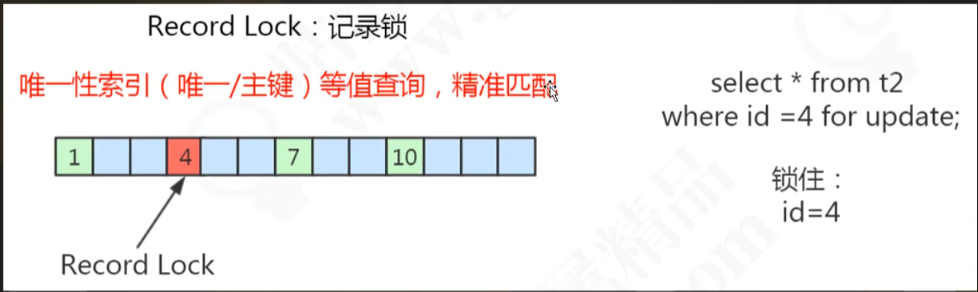 Record Lock：记录锁
唯一性索引（唯一/主键）等值查询，精准匹配
select * from t2
where id =4 for update;
1 4 7 10
锁住：
id=4
Record Lock